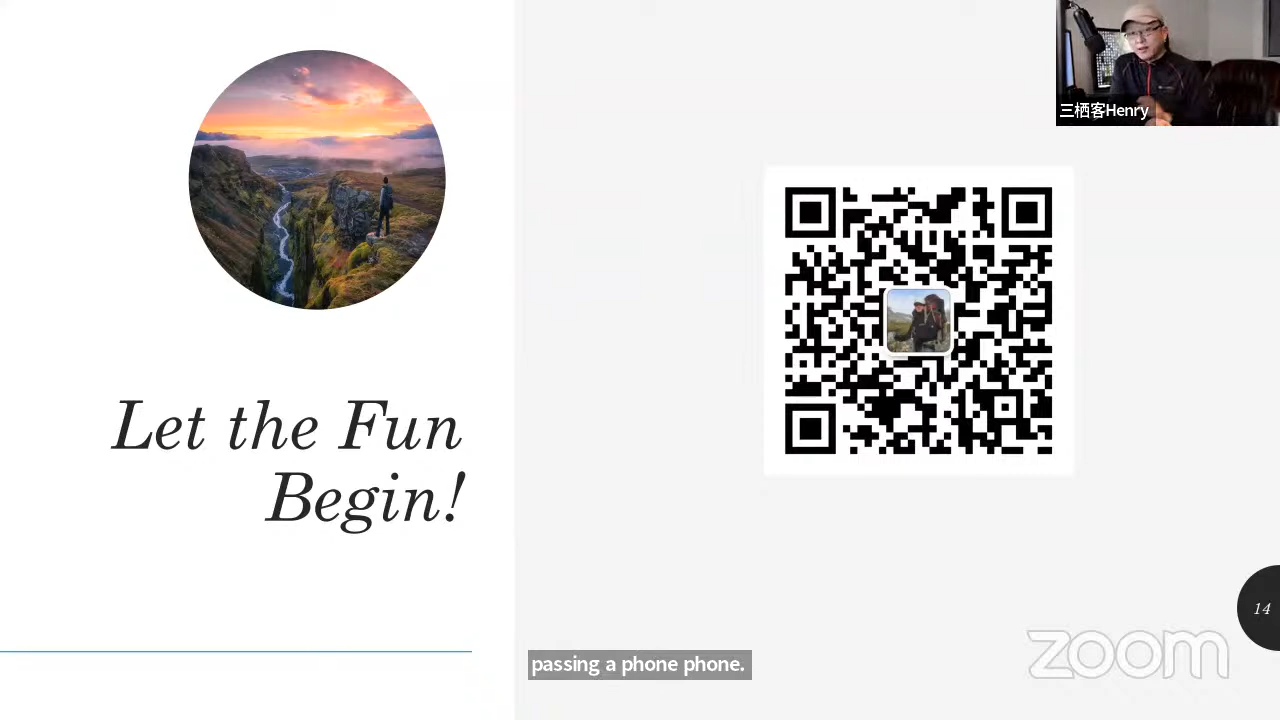 三栖客Henry
Let the Fun
Begin!
14
passing a phone phone.
zoom